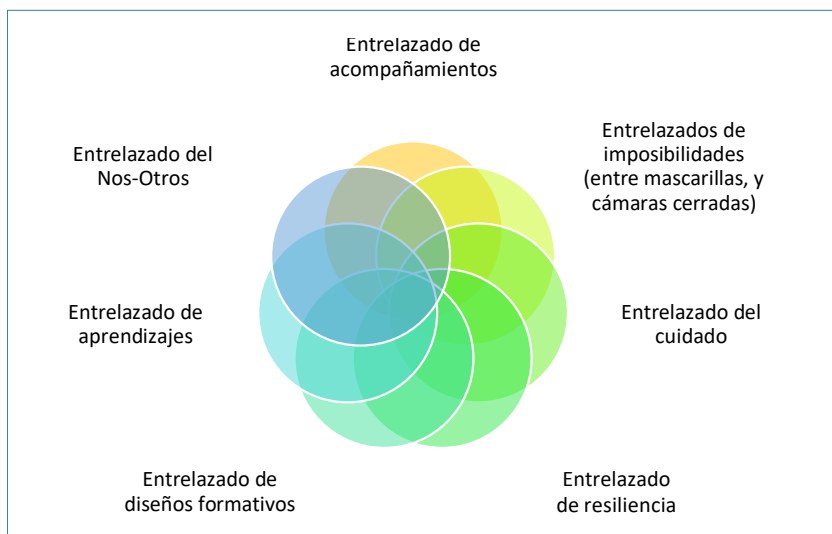 Entrelazado de
acompañamientos
Entrelazados de
imposibilidades
(entre mascarillas, y
cámaras cerradas)
Entrelazado del
Nos-Otros
Entrelazado de
aprendizajes
Entrelazado del
cuidado
Entrelazado de
diseños formativos
Entrelazado
de resiliencia